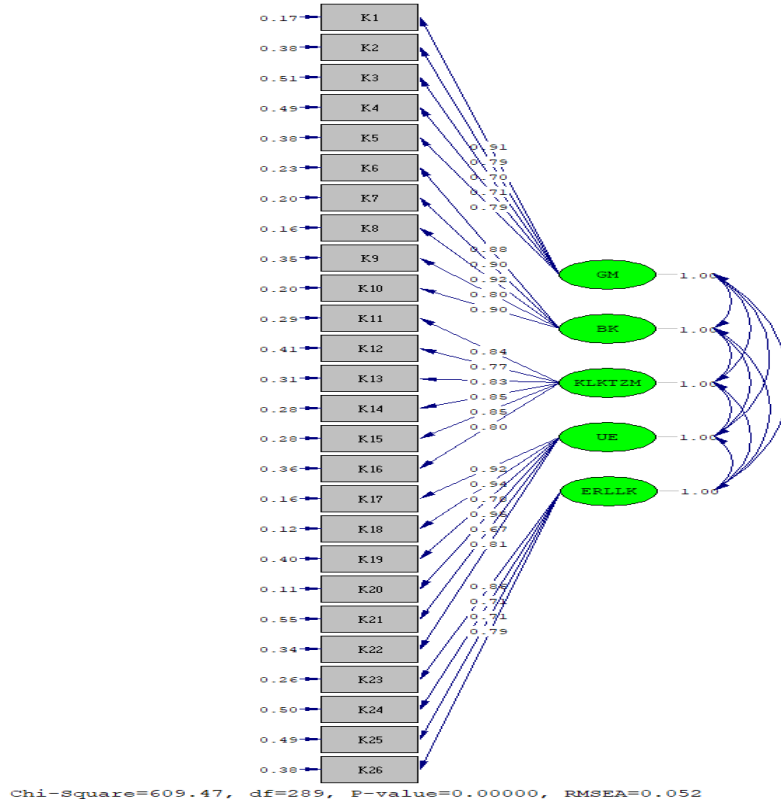 0.17 K1
0.38 K2
0.51 K3
0.49 K4
0.38 K5
0.23 K6
0.20 K7
0.16 K8
0.35 K9
0.20 K10
0.29 K11
0.41 K12
0.31 K13
0.28 K14
0.28 K15
0.36 K16
0.16 K17
0.12 K18
0.40 K19
0.11 K20
0.55 K21
0.34 K22
0.26 K23
0.50 K24
0.49 K25
0.38 K26
0.91
0.79
0.70
0.71
0.79
0.88
0.90
0.92
0.80
0.90
0.84
0.77
0.83
0.85
0.85
0.80
0.92
0.94
0.67
0.81
0.86
0.71
0.71
0.79
GM 1.00
BK 1.00
KLKTZM 1.00
UE 1.00
ERLLK 1.00
Chi-Square=609.47, df=289, P-value=0.00000, RMSEA=0.052